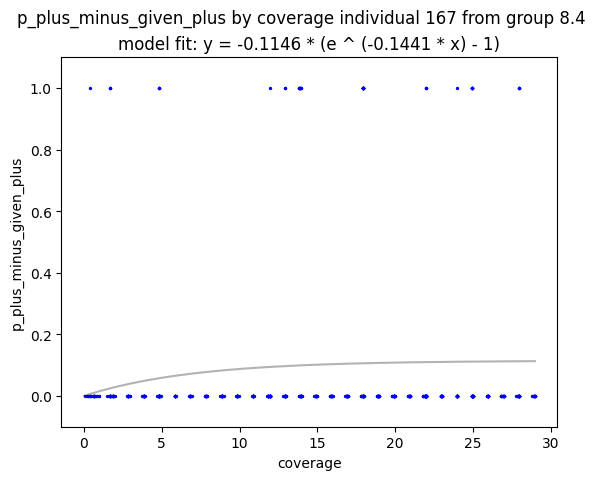 p_plus_minus_given_plus by coverage individual 167 from group 8.4
model fit: y = -0.1146 * (e ^ (-0.1441 * x) - 1)
1.0
0.8
0.6
0.4
0.2
0.0
p_plus_minus_given_plus
0 5 10 15 20 25 30
coverage